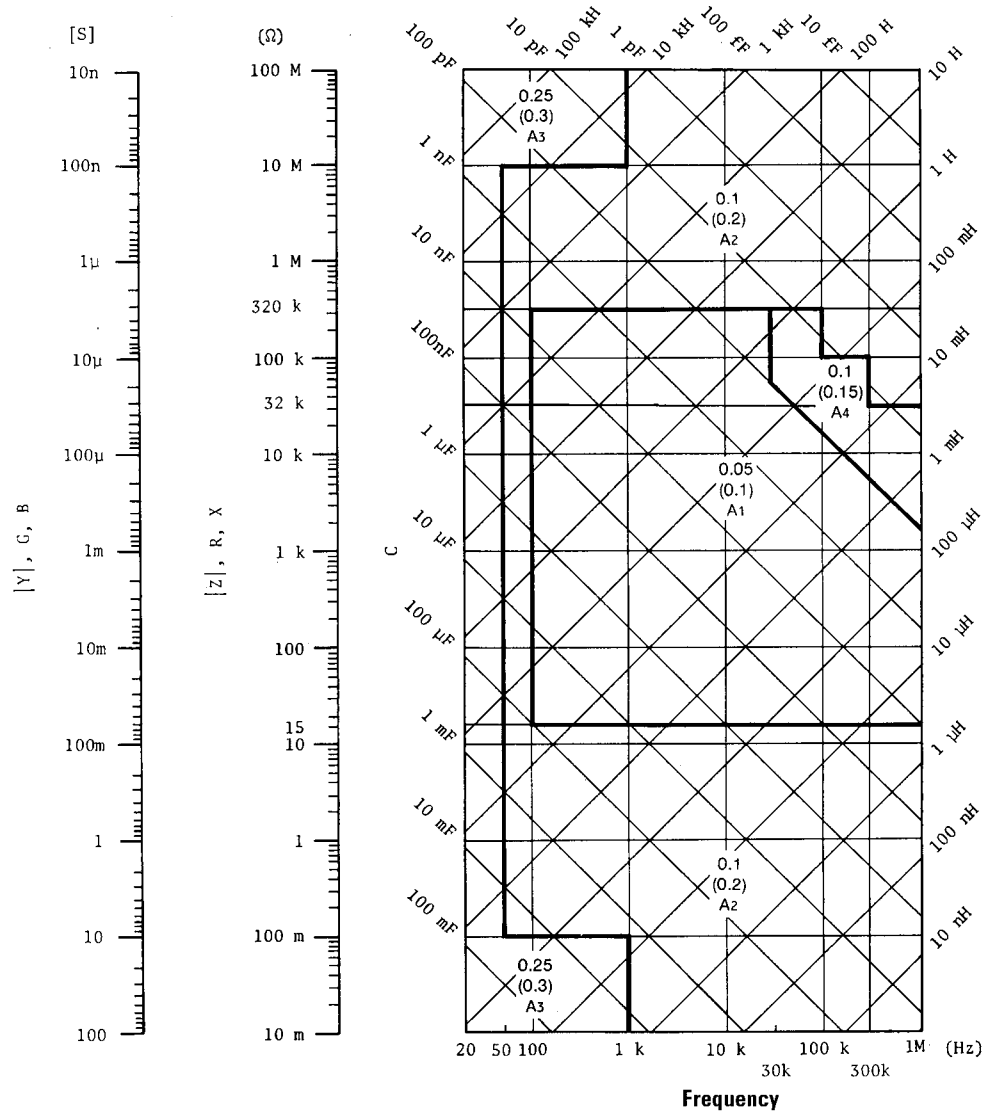 [S]
(Ω)
100 pF
10 pF
100 kH
1 pF
10 kH
100 fF
1 kH
10 fF
100 H
10 H
10n
100 M
0.25
(0.3)
A3
1 nF
1 H
100n
10 M
0.1
(0.2)
A2
10 nF
100 mH
1μ
1 M
320 k
100nF
10 mH
10μ
100 k
0.1
(0.15)
A4
32 k
1 μF
1 mH
100μ
10 k
0.05
(0.1)
A1
10 μF
100 μH
|Y|, G, B
|Z|, R, X
C
1m
1 k
100 μF
10 μH
10m
100
1 mF
1 μH
15
100m
10
10 mF
100 nH
1
1
0.1
(0.2)
A2
100 mF
10 nH
10
100 m
0.25
(0.3)
A3
100
10 m
20 50 100 1 k 10 k 100 k 1M (Hz)
30k 300k
Frequency